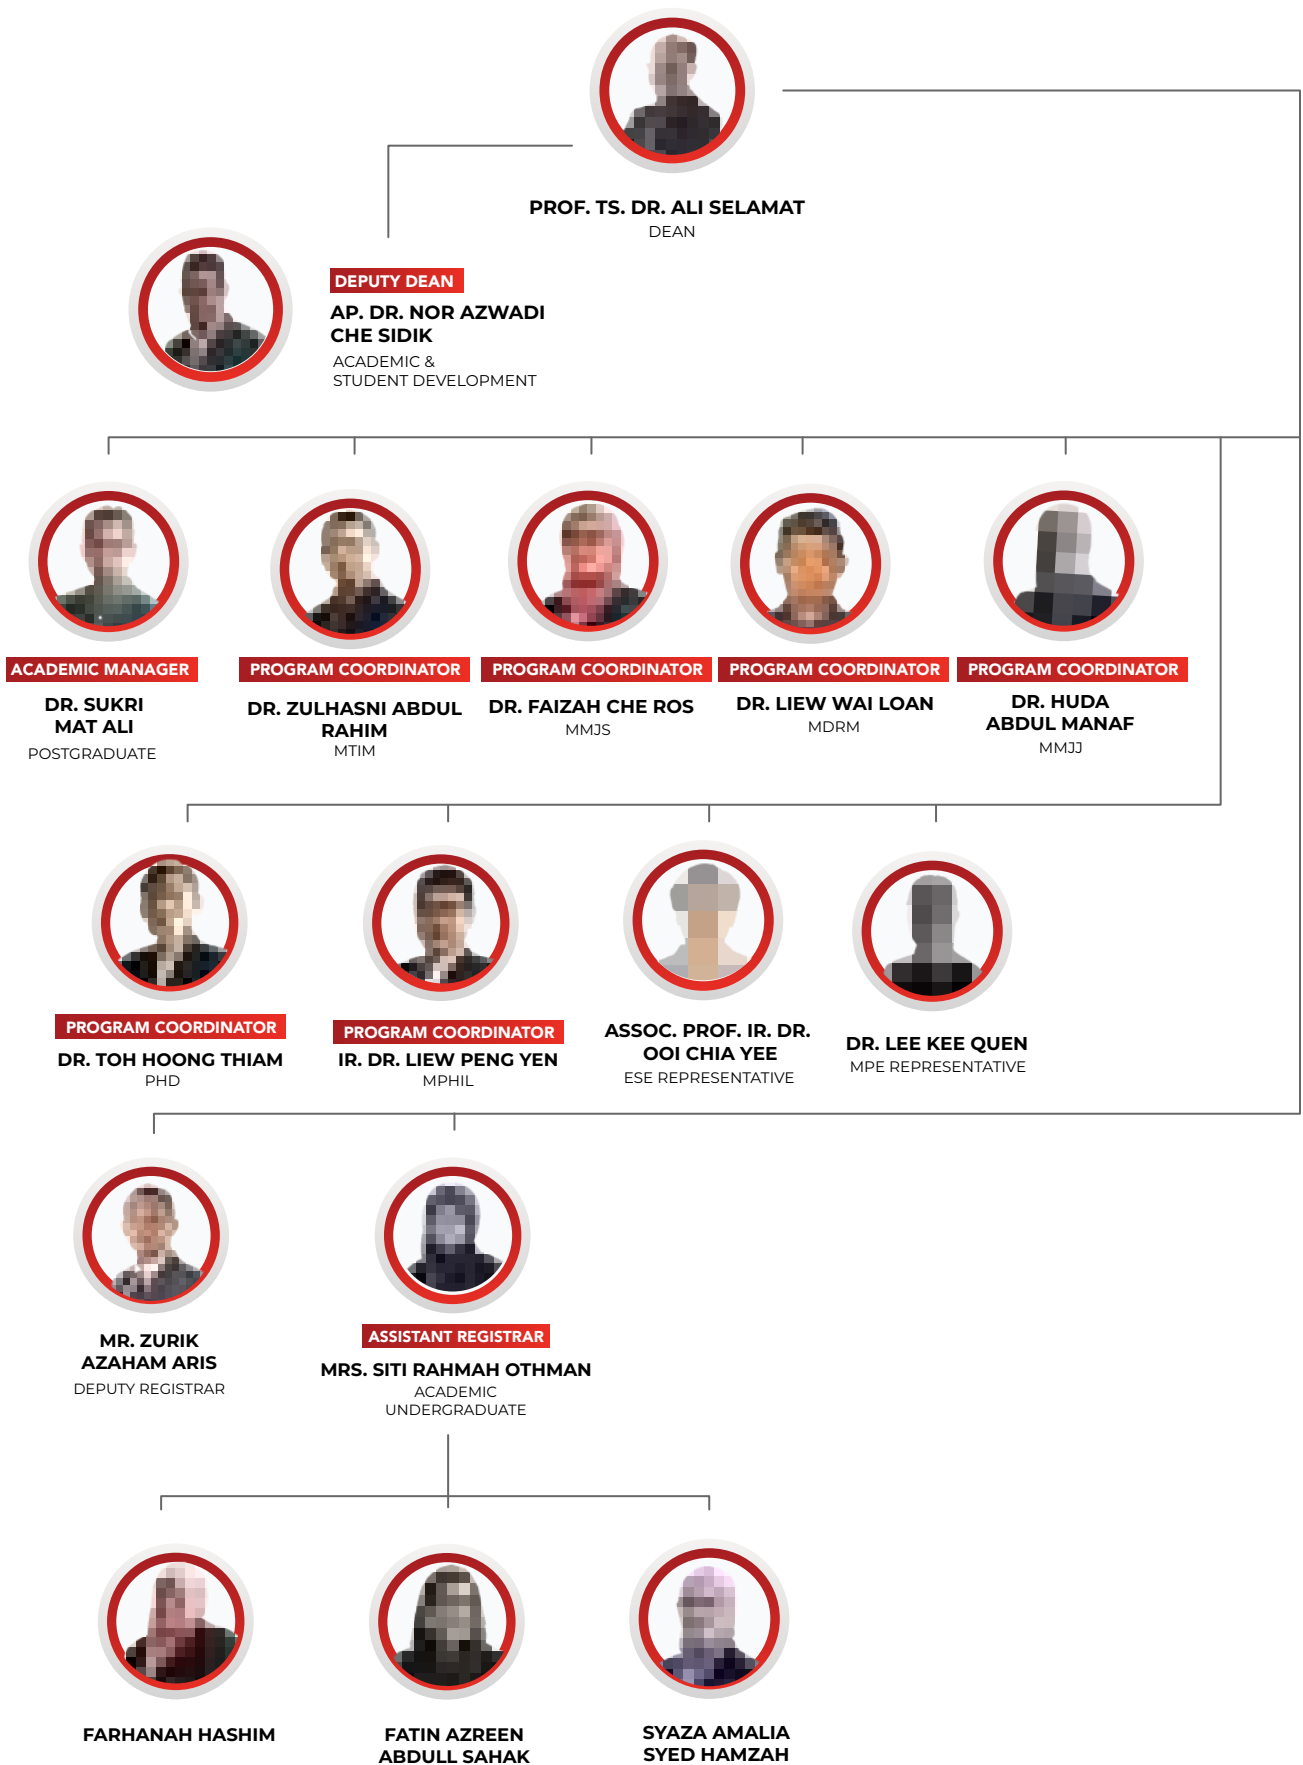 PROF. TS. DR. ALI SELAMAT
DEAN
DEPUTY DEAN
AP. DR. NOR AZWADI
CHE SIDIK
ACADEMIC &
STUDENT DEVELOPMENT
ACADEMIC MANAGER
DR. SUKRI
MAT ALI
POSTGRADUATE
PROGRAM COORDINATOR
DR. ZULHASNI ABDUL
RAHIM
MTIM
PROGRAM COORDINATOR
DR. FAIZAH CHE ROS
MMJS
PROGRAM COORDINATOR
DR. LIEW WAI LOAN
MDRM
PROGRAM COORDINATOR
DR. HUDA
ABDUL MANAF
MMJJ
PROGRAM COORDINATOR
DR. TOH HOONG THIAM
PHD
PROGRAM COORDINATOR
IR. DR. LIEW PENG YEN
MPHIL
ASSOC. PROF. IR. DR.
OOI CHIA YEE
ESE REPRESENTATIVE
DR. LEE KEE QUEN
MPE REPRESENTATIVE
MR. ZURIK
AZAHAM ARIS
DEPUTY REGISTRAR
ASSISTANT REGISTRAR
MRS. SITI RAHMAH OTHMAN
ACADEMIC
UNDERGRADUATE
FARHANAH HASHIM
FATIN AZREEN
ABDULL SAHAK
SYAZA AMALIA
SYED HAMZAH